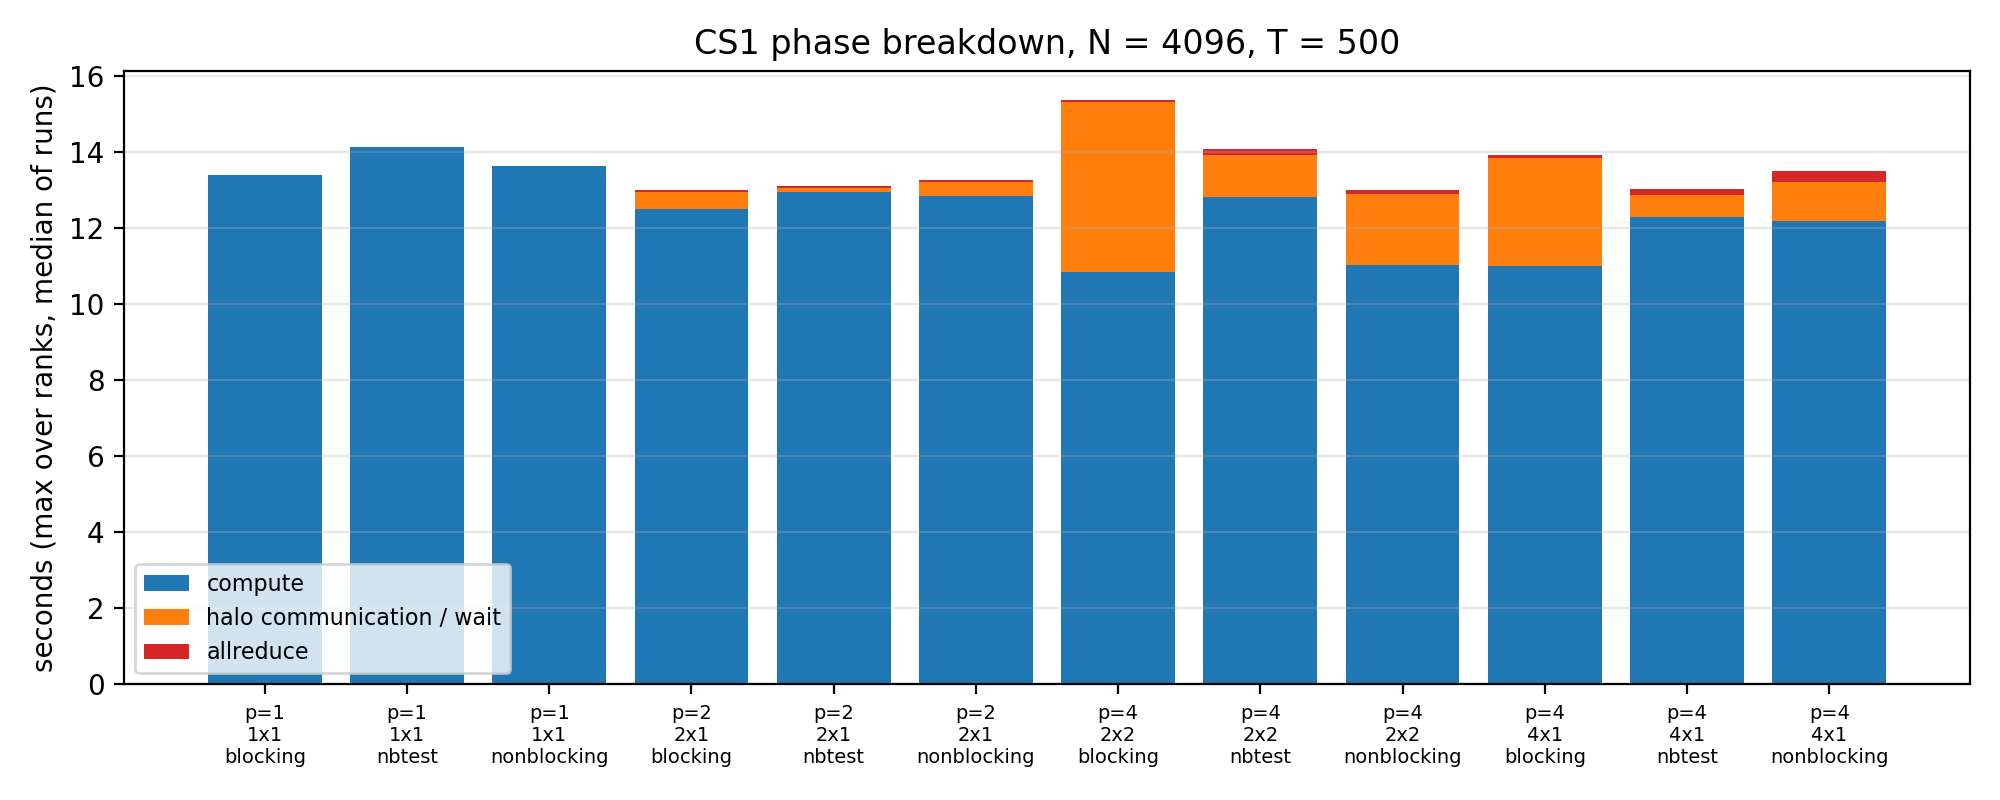 CS1 phase breakdown, N = 4096, T = 500
seconds (max over ranks, median of runs)
16
14
12
10
8
6
4
2
0
compute
halo communication / wait
allreduce
p=1
1x1
blocking
p=1
1x1
nbtest
p=1
1x1
nonblocking
p=2
2x1
blocking
p=2
2x1
nbtest
p=2
2x1
nonblocking
p=4
2x2
blocking
p=4
2x2
nbtest
p=4
2x2
nonblocking
p=4
4x1
blocking
p=4
4x1
nbtest
p=4
4x1
nonblocking